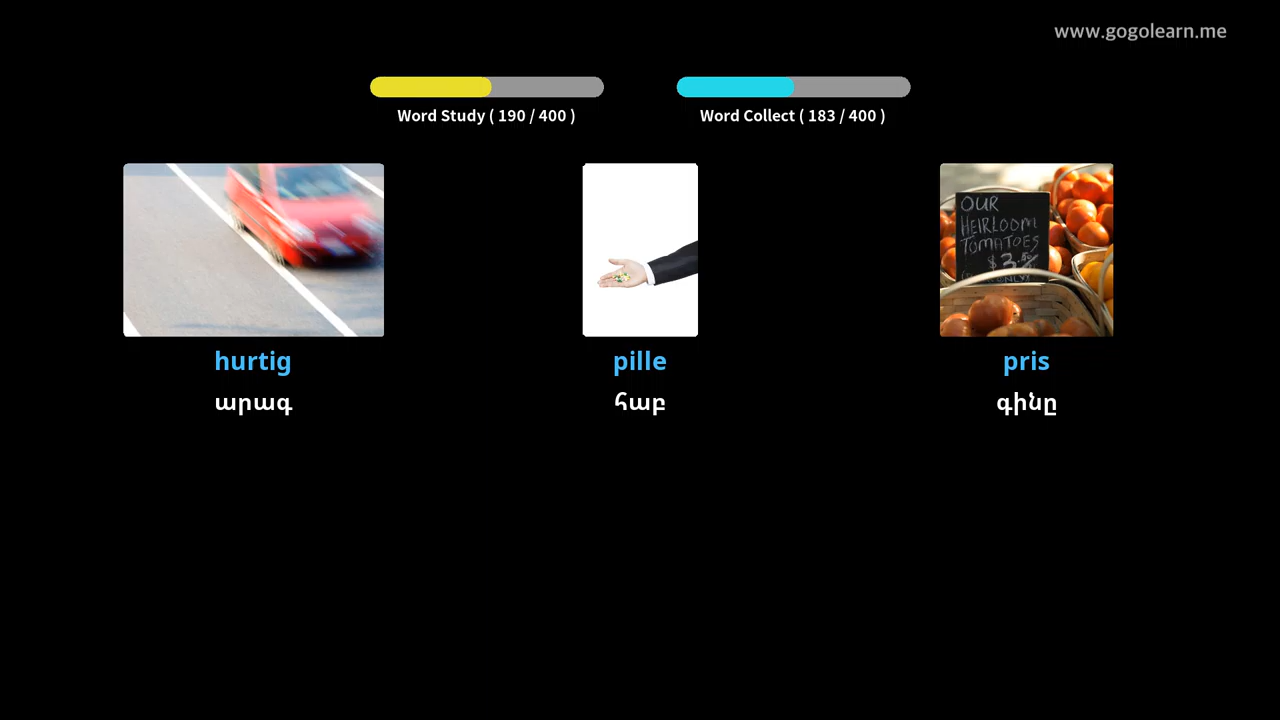 www.gogolearn.me
Word Study ( 190 / 400 )
Word Collect ( 183 / 400 )
OUR
HEIRLOOM
TOMATOES
hurtig
pille
pris
արագ
հաբ
գինը